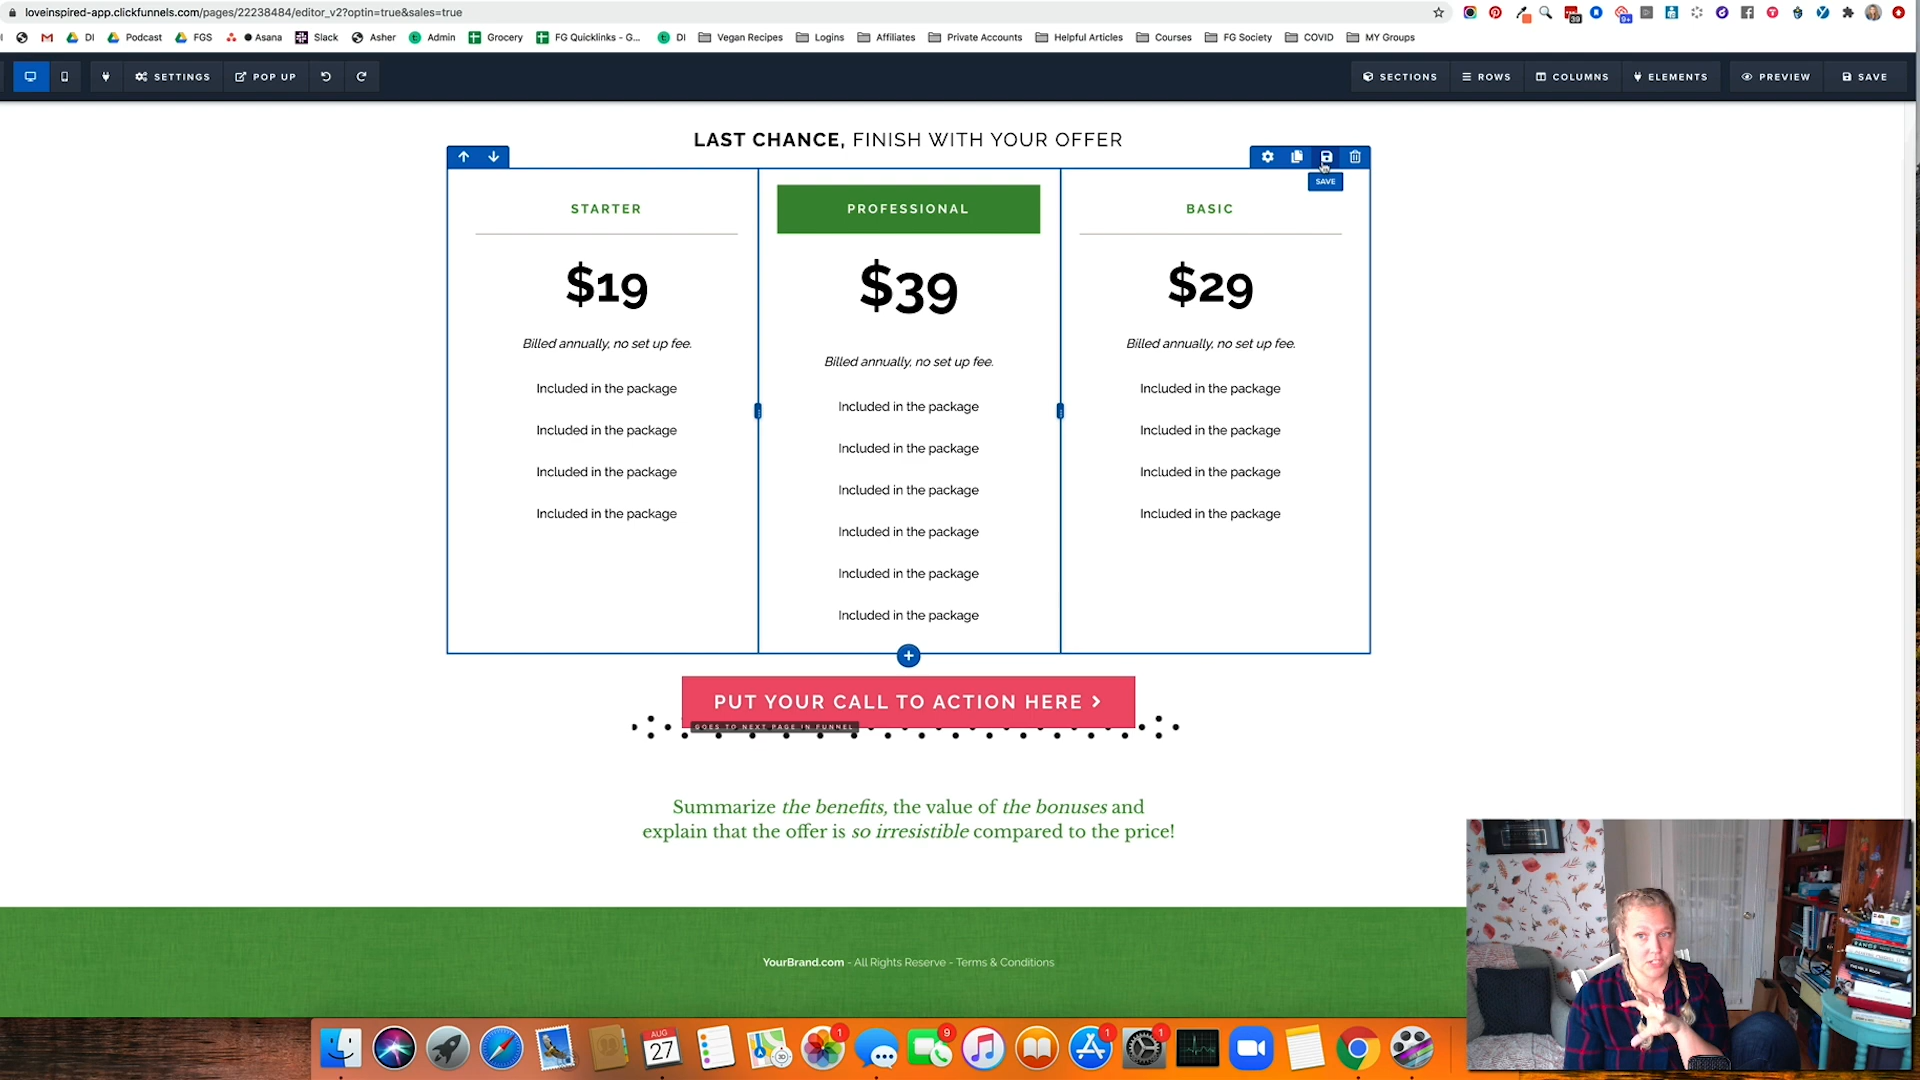 loveinspired-app.clickfunnels.com/pages/22238484/editor_v2?optin=true&sales=true
DI
Podcast
FGS
Asana
Slack
Asher
Admin
Grocery
FG Quicklinks - G...
DI
Vegan Recipes
Logins
Affiliates
Private Accounts
Helpful Articles
Courses
FG Society
COVID
MY Groups
SETTINGS
POP UP
SECTIONS
ROWS
COLUMNS
ELEMENTS
PREVIEW
SAVE
LAST CHANCE, FINISH WITH YOUR OFFER
SAVE
STARTER
$19
Billed annually, no set up fee.
Included in the package
Included in the package
Included in the package
Included in the package
PROFESSIONAL
$39
Billed annually, no set up fee.
Included in the package
Included in the package
Included in the package
Included in the package
Included in the package
Included in the package
BASIC
$29
Billed annually, no set up fee.
Included in the package
Included in the package
Included in the package
Included in the package
PUT YOUR CALL TO ACTION HERE
GOES TO NEXT PAGE IN FUNNEL
Summarize the benefits, the value of the bonuses and
explain that the offer is so irresistible compared to the price!
YourBrand.com - All Rights Reserve - Terms & Conditions
AUG
27
1
9
1
1
RANGE